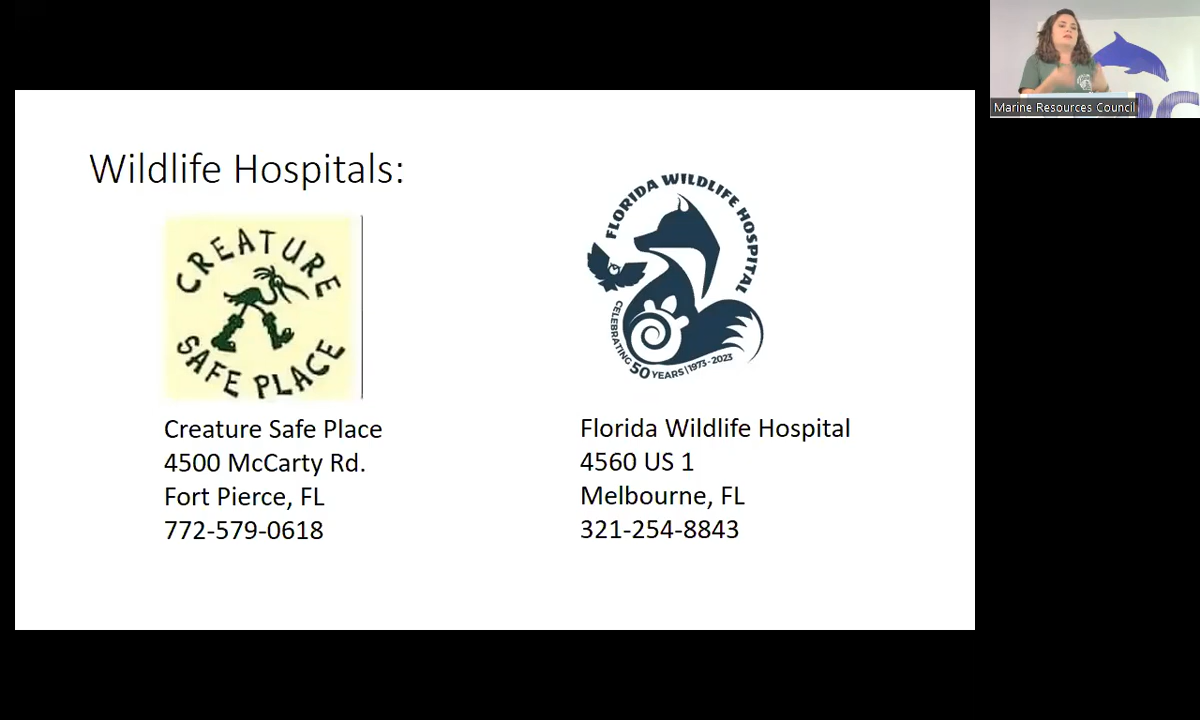 Wildlife Hospitals:
CREATURE
SAFE PLACE
Creature Safe Place
4500 McCarty Rd.
Fort Pierce, FL
772-579-0618
FLORIDA WILDLIFE HOSPITAL
CELEBRATING 50 YEARS | 1973-2023
Florida Wildlife Hospital
4560 US 1
Melbourne, FL
321-254-8843
Marine Resources Council